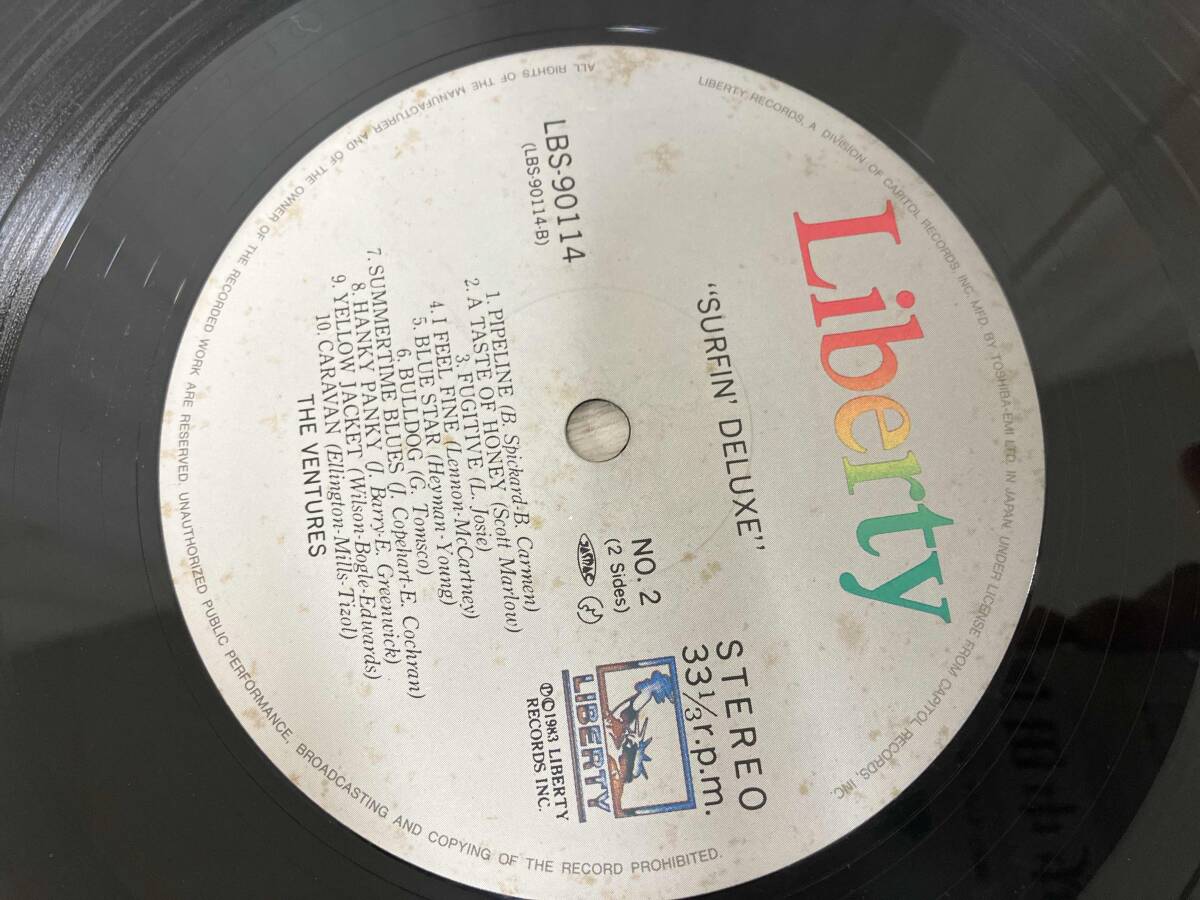 LIBERTY RECORDS, A DIVISION OF CAPITOL RECORDS, INC. MFD. BY TOSHIBA-EMI LTD. IN JAPAN UNDER LICENSE FROM CAPITOL RECORDS, INC.
Liberty
"SURFIN' DELUXE"
STEREO
33 1/3 r.p.m.
LBS-90114
(LBS-90114-B)
NO. 2
(2 Sides)
JASRAC
LIBERTY
℗©1983 LIBERTY
RECORDS INC.
1. PIPELINE (B. Spickard-B. Carmen)
2. A TASTE OF HONEY (Scott Marlow)
3. FUGITIVE (L. Josie)
4. I FEEL FINE (Lennon-McCartney)
5. BLUE STAR (Heyman-Young)
6. BULLDOG (G. Tomsco)
7. SUMMERTIME BLUES (J. Copehart-E. Cochran)
8. HANKY PANKY (J. Barry-E. Greenwick)
9. YELLOW JACKET (Wilson-Bogle-Edwards)
10. CARAVAN (Ellington-Mills-Tizol)
THE VENTURES
ALL RIGHTS OF THE MANUFACTURER AND OF THE OWNER OF THE RECORDED WORK ARE RESERVED. UNAUTHORIZED PUBLIC PERFORMANCE, BROADCASTING AND COPYING OF THE RECORD PROHIBITED.